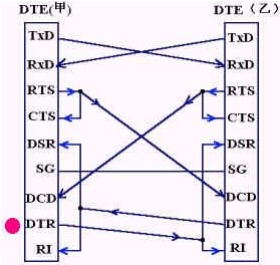 DTE(甲) DTE（乙）
TxD TxD
RxD RxD
RTS RTS
CTS CTS
DSR DSR
SG SG
DCD DCD
DTR DTR
RI RI